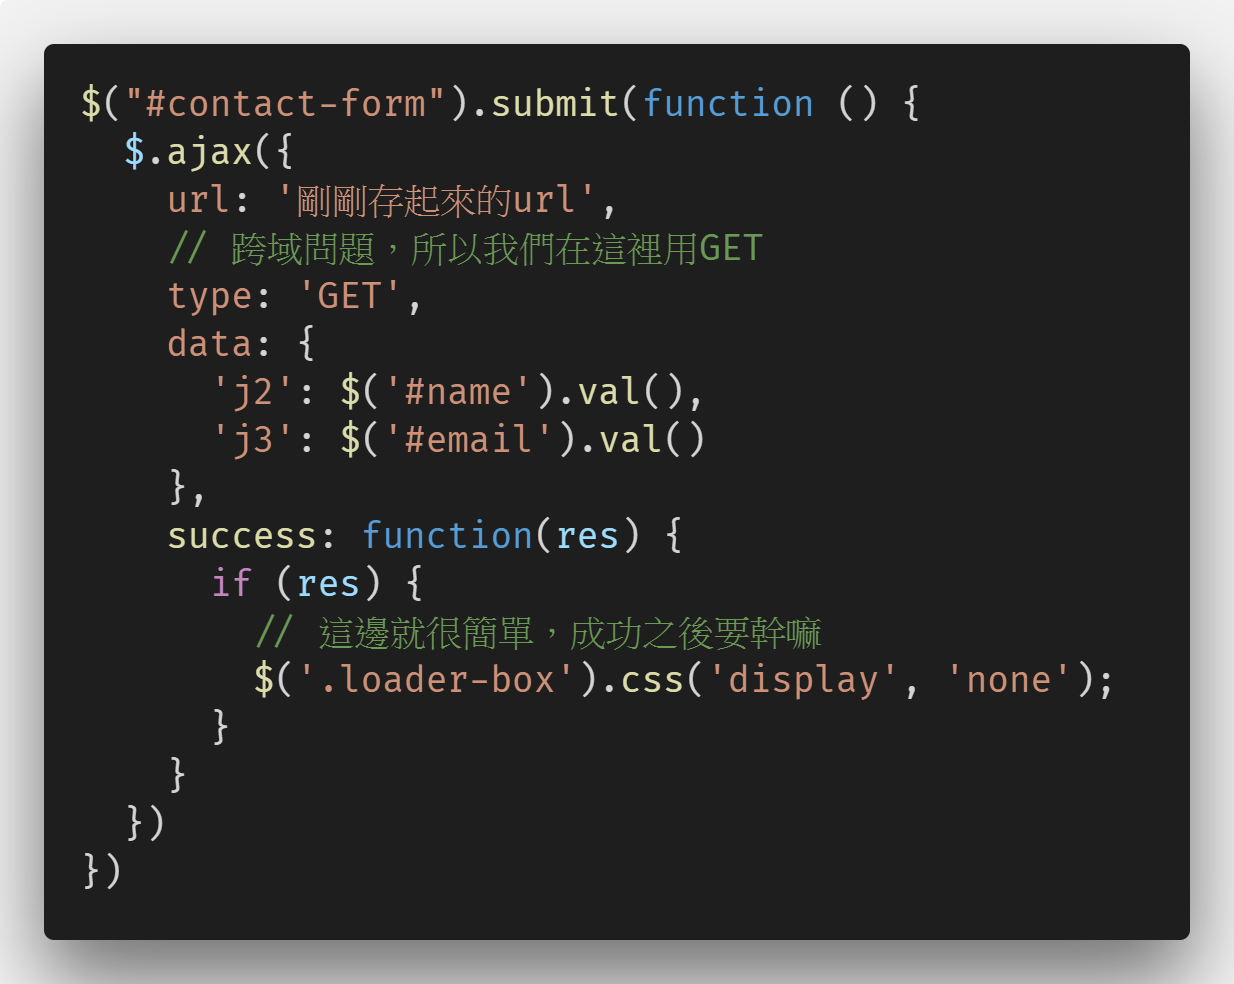 $("#contact-form").submit(function () {
  $.ajax({
    url: '剛剛存起來的url',
    // 跨域問題，所以我們在這裡用GET
    type: 'GET',
    data: {
      'j2': $('#name').val(),
      'j3': $('#email').val()
    },
    success: function(res) {
      if (res) {
        // 這邊就很簡單，成功之後要幹嘛
        $('.loader-box').css('display', 'none');
      }
    }
  })
})